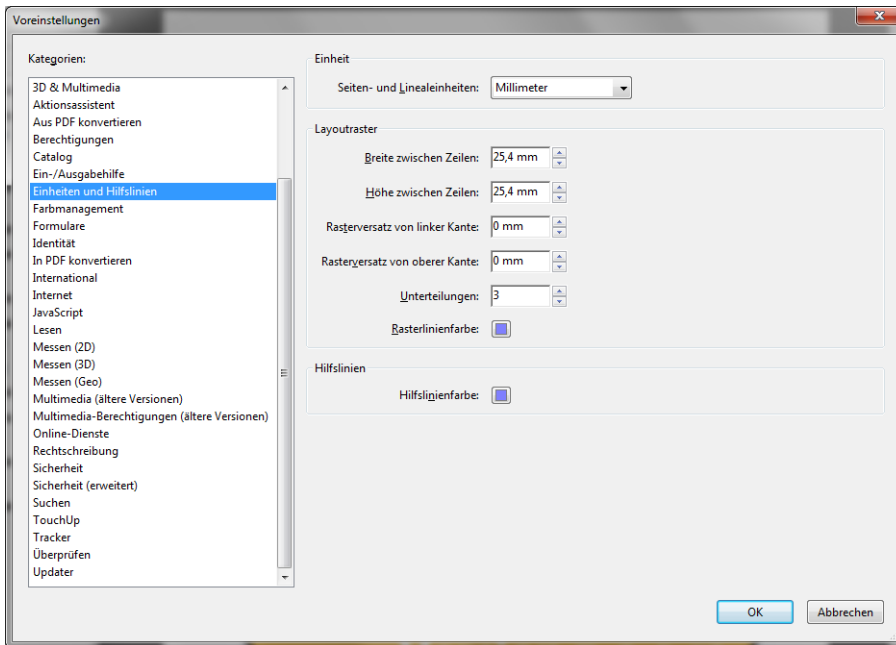 Voreinstellungen
Kategorien:
3D & Multimedia
Aktionsassistent
Aus PDF konvertieren
Berechtigungen
Catalog
Ein-/Ausgabehilfe
Einheiten und Hilfslinien
Farbmanagement
Formulare
Identität
In PDF konvertieren
International
Internet
JavaScript
Lesen
Messen (2D)
Messen (3D)
Messen (Geo)
Multimedia (ältere Versionen)
Multimedia-Berechtigungen (ältere Versionen)
Online-Dienste
Rechtschreibung
Sicherheit
Sicherheit (erweitert)
Suchen
TouchUp
Tracker
Überprüfen
Updater
Einheit
Seiten- und Linealeinheiten: Millimeter
Layoutraster
Breite zwischen Zeilen: 25,4 mm
Höhe zwischen Zeilen: 25,4 mm
Rasterversatz von linker Kante: 0 mm
Rasterversatz von oberer Kante: 0 mm
Unterteilungen: 3
Rasterlinienfarbe:
Hilfslinien
Hilfslinienfarbe:
OK Abbrechen